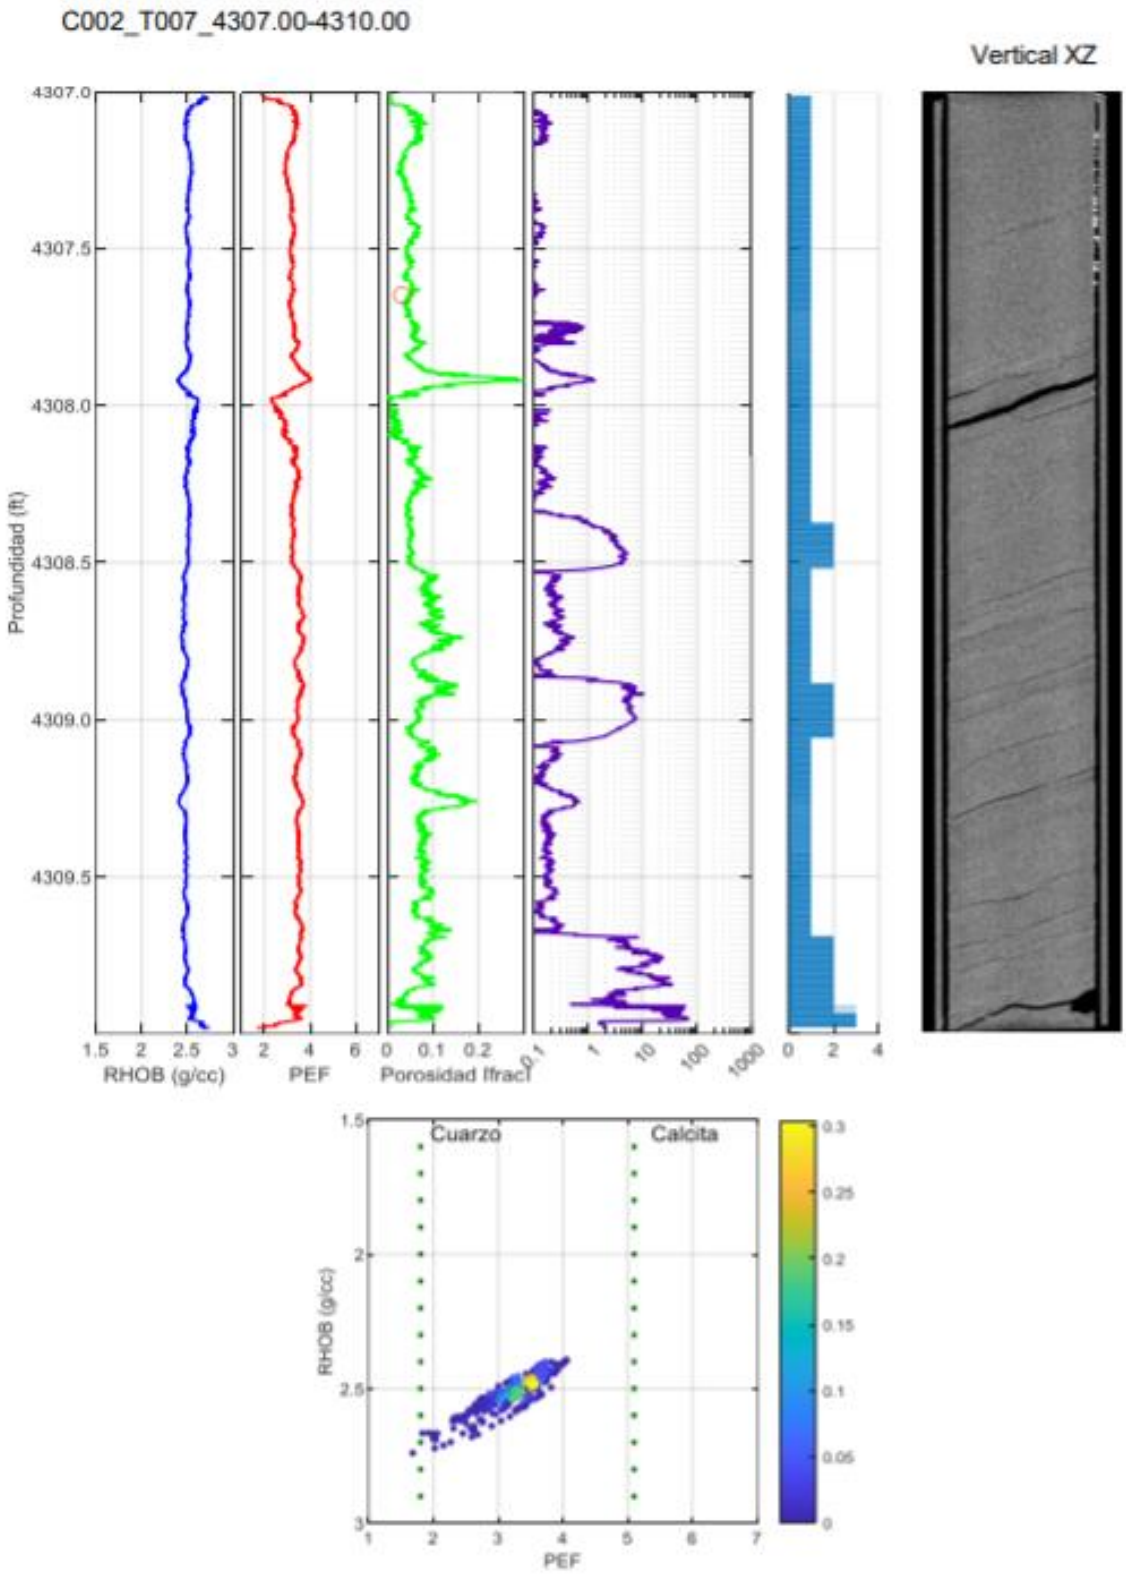 C002_T007_4307.00-4310.00
Vertical XZ
Profundidad (ft)
4307.0
4307.5
4308.0
4308.5
4309.0
4309.5
1.5 2 2.5 3
RHOB (g/cc)
2 4 6
PEF
0 0.1 0.2
Porosidad [frac]
0.1 1 10 100 1000
0 2 4
Cuarzo
Calcita
RHOB (g/cc)
1.5
2
2.5
3
1 2 3 4 5 6 7
PEF
0.3
0.25
0.2
0.15
0.1
0.05
0